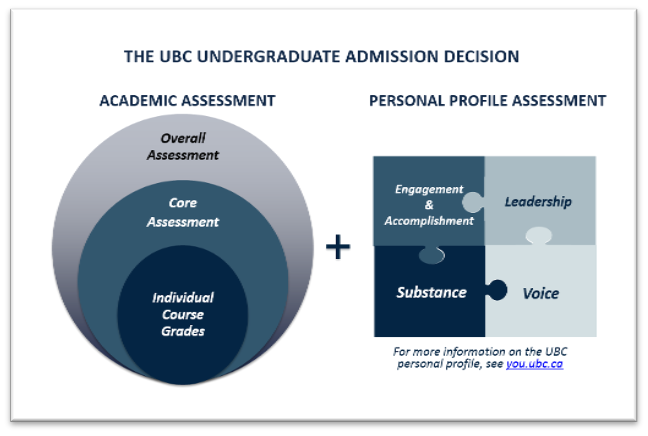 THE UBC UNDERGRADUATE ADMISSION DECISION
ACADEMIC ASSESSMENT
Overall
Assessment
Core
Assessment
Individual
Course
Grades
+
PERSONAL PROFILE ASSESSMENT
Engagement
&
Accomplishment
Leadership
Substance
Voice
For more information on the UBC
personal profile, see you.ubc.ca